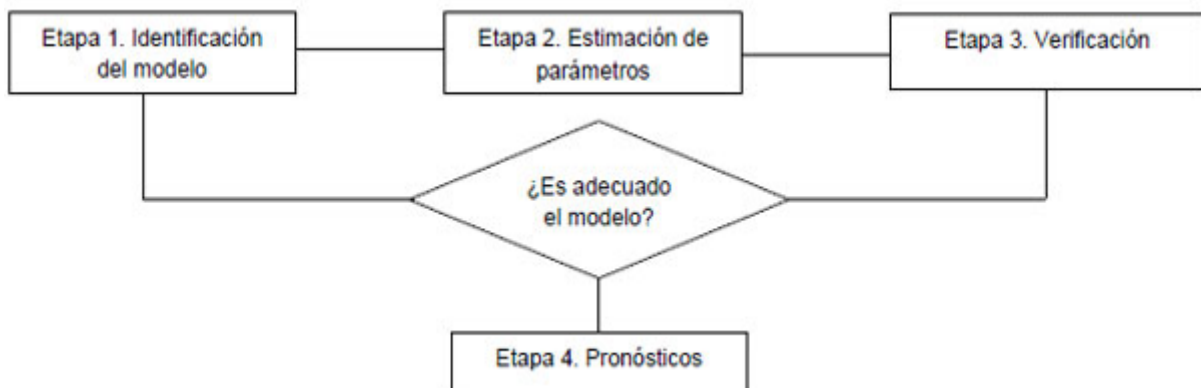 Etapa 1. Identificación
del modelo
Etapa 2. Estimación de
parámetros
Etapa 3. Verificación
¿Es adecuado
el modelo?
Etapa 4. Pronósticos